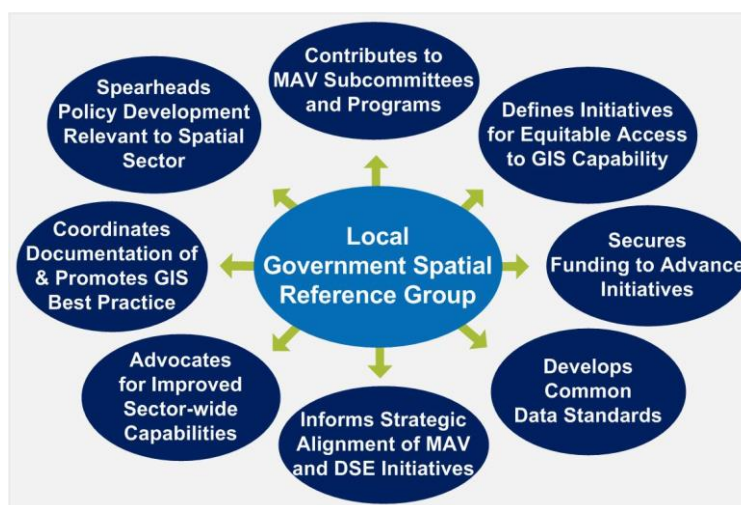 Contributes to
MAV Subcommittees
and Programs
Spearheads
Policy Development
Relevant to Spatial
Sector
Defines Initiatives
for Equitable Access
to GIS Capability
Local
Government Spatial
Reference Group
Coordinates
Documentation of
& Promotes GIS
Best Practice
Secures
Funding to Advance
Initiatives
Advocates
for Improved
Sector-wide
Capabilities
Informs Strategic
Alignment of MAV
and DSE Initiatives
Develops
Common
Data Standards